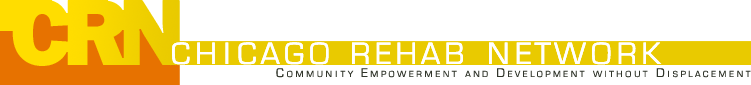 CRN
CHICAGO REHAB NETWORK
COMMUNITY EMPOWERMENT AND DEVELOPMENT WITHOUT DISPLACEMENT